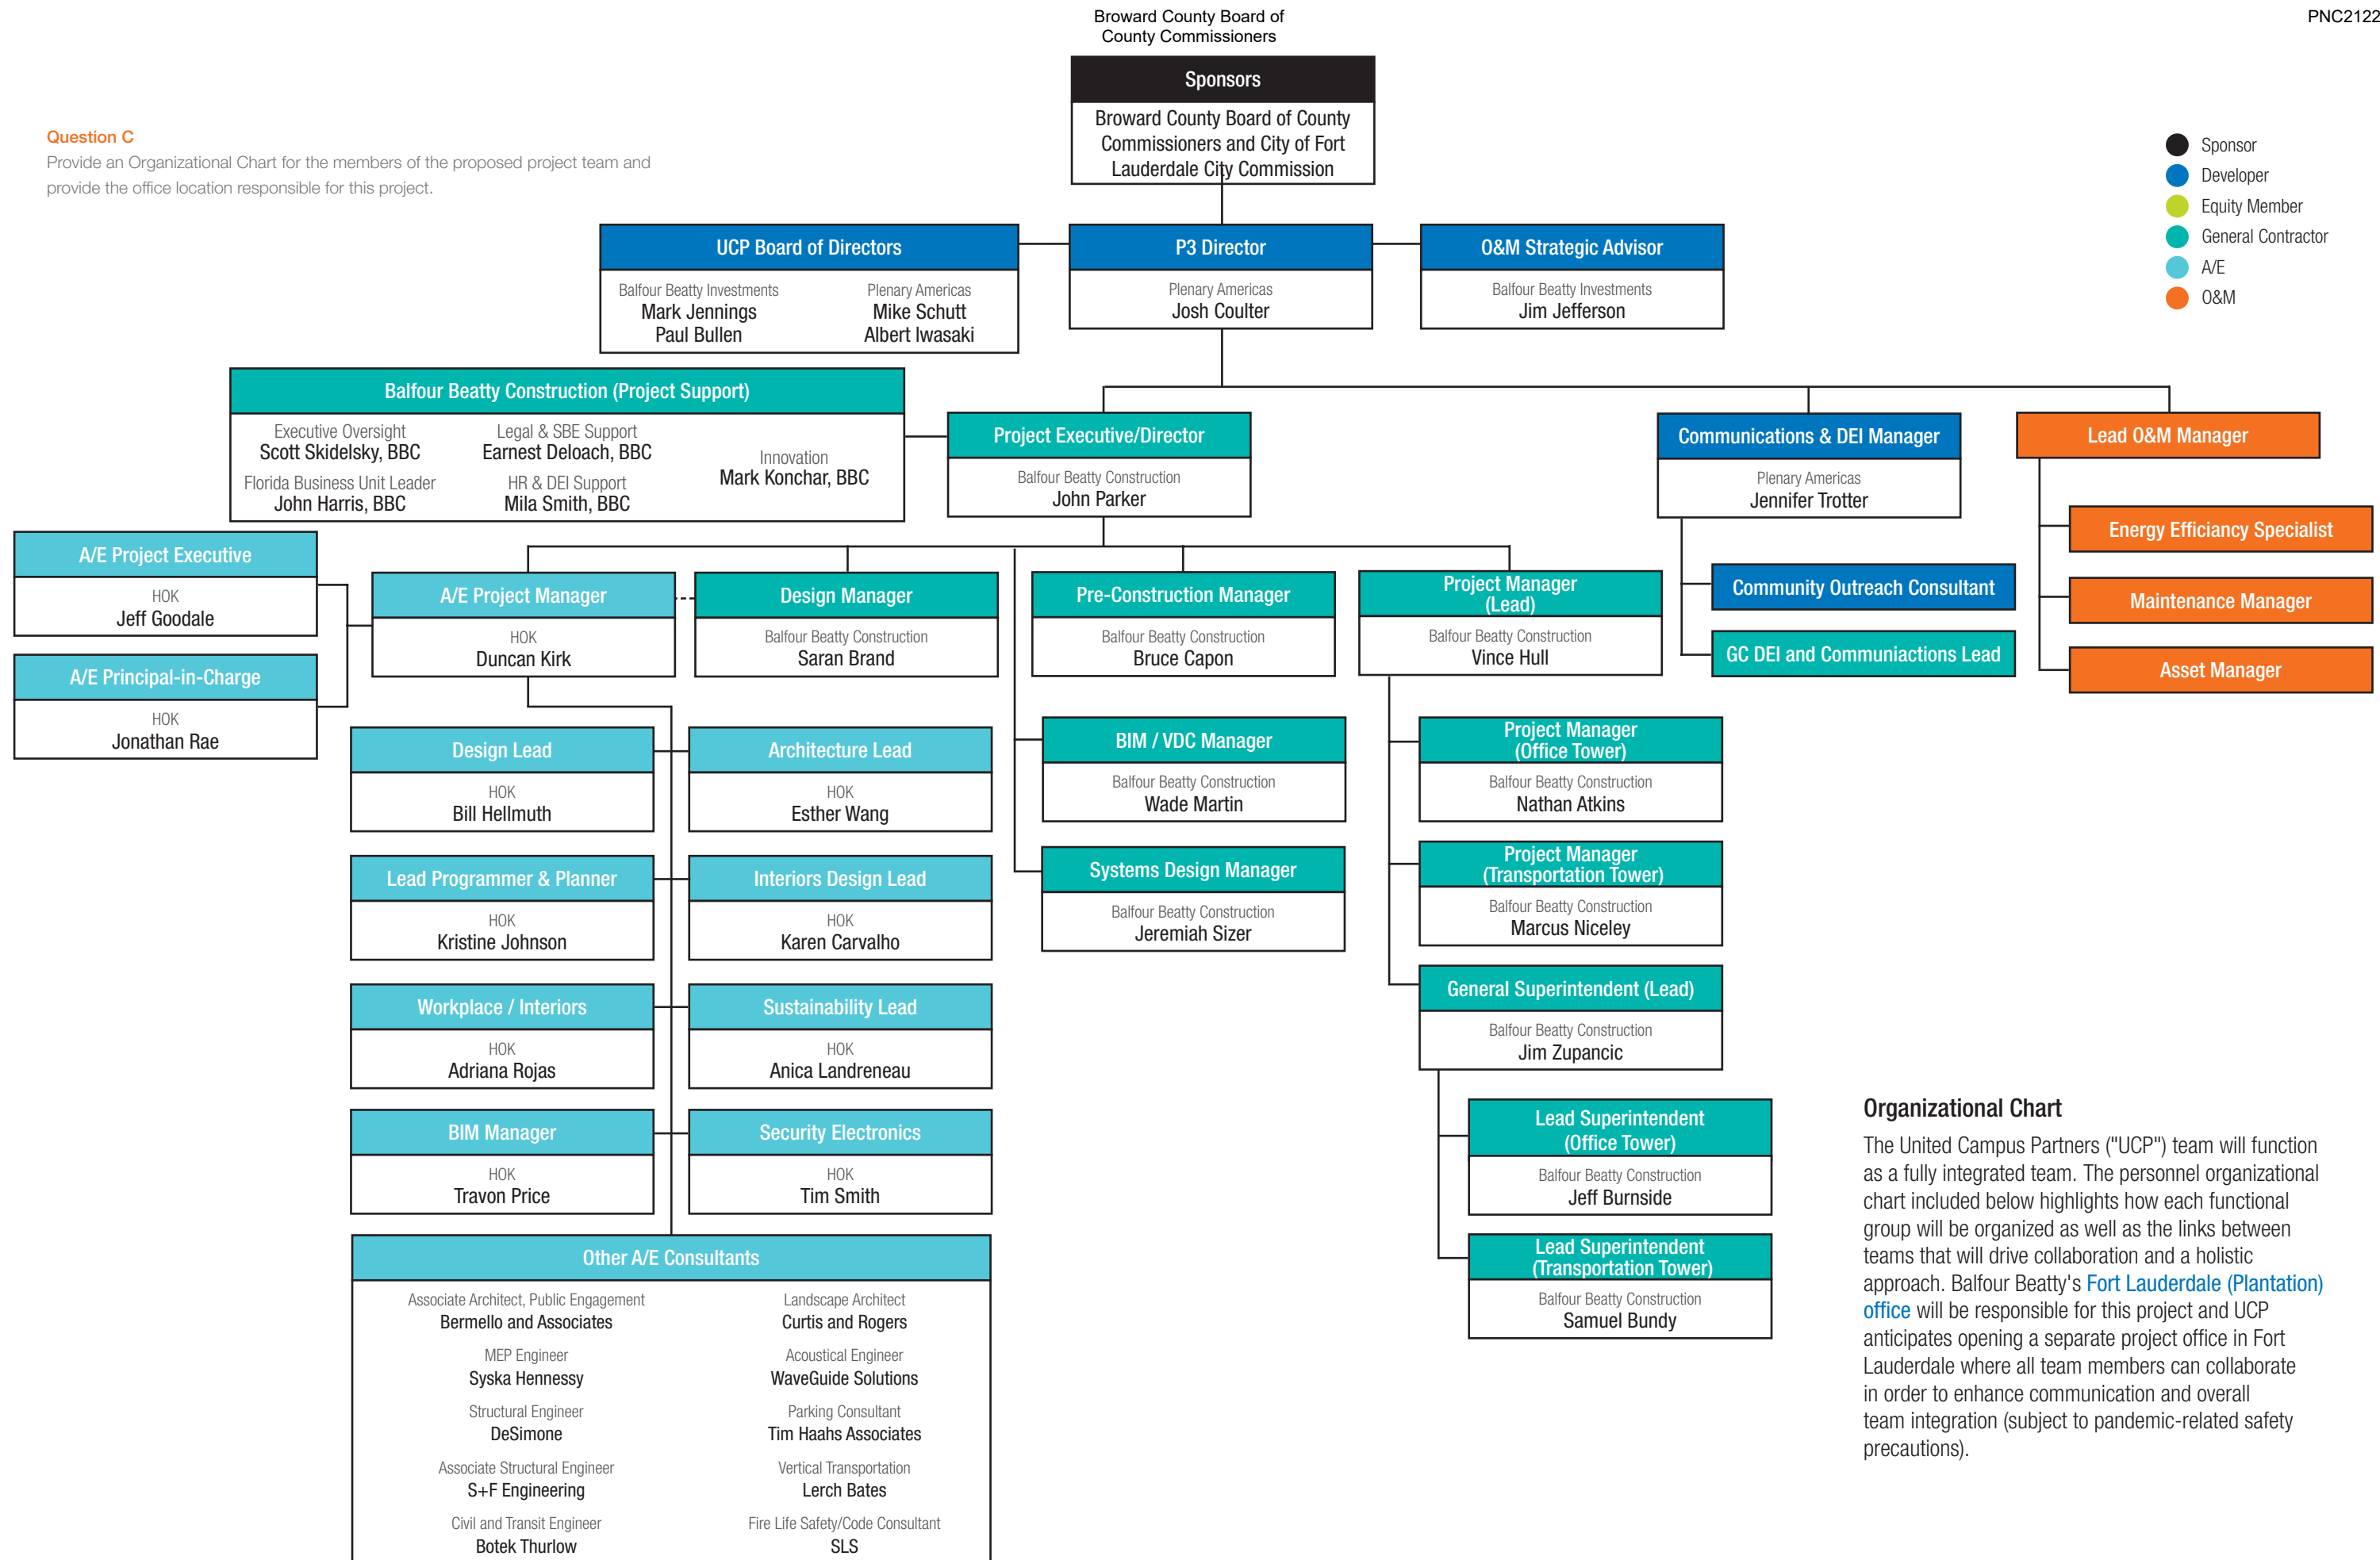 Broward County Board of
County Commissioners
PNC2122
Question C
Provide an Organizational Chart for the members of the proposed project team and
provide the office location responsible for this project.
Sponsors
Broward County Board of County
Commissioners and City of Fort
Lauderdale City Commission
Sponsor
Developer
Equity Member
General Contractor
A/E
O&M
UCP Board of Directors
Balfour Beatty Investments
Mark Jennings
Paul Bullen
Plenary Americas
Mike Schutt
Albert Iwasaki
P3 Director
Plenary Americas
Josh Coulter
O&M Strategic Advisor
Balfour Beatty Investments
Jim Jefferson
Balfour Beatty Construction (Project Support)
Executive Oversight
Scott Skidelsky, BBC
Florida Business Unit Leader
John Harris, BBC
Legal & SBE Support
Earnest Deloach, BBC
HR & DEI Support
Mila Smith, BBC
Innovation
Mark Konchar, BBC
Project Executive/Director
Balfour Beatty Construction
John Parker
Communications & DEI Manager
Plenary Americas
Jennifer Trotter
Community Outreach Consultant
GC DEI and Communiactions Lead
Lead O&M Manager
Energy Efficiancy Specialist
Maintenance Manager
Asset Manager
A/E Project Executive
HOK
Jeff Goodale
A/E Principal-in-Charge
HOK
Jonathan Rae
A/E Project Manager
HOK
Duncan Kirk
Design Manager
Balfour Beatty Construction
Saran Brand
Pre-Construction Manager
Balfour Beatty Construction
Bruce Capon
Project Manager
(Lead)
Balfour Beatty Construction
Vince Hull
Design Lead
HOK
Bill Hellmuth
Architecture Lead
HOK
Esther Wang
Lead Programmer & Planner
HOK
Kristine Johnson
Interiors Design Lead
HOK
Karen Carvalho
Workplace / Interiors
HOK
Adriana Rojas
Sustainability Lead
HOK
Anica Landreneau
BIM Manager
HOK
Travon Price
Security Electronics
HOK
Tim Smith
BIM / VDC Manager
Balfour Beatty Construction
Wade Martin
Systems Design Manager
Balfour Beatty Construction
Jeremiah Sizer
Project Manager
(Office Tower)
Balfour Beatty Construction
Nathan Atkins
Project Manager
(Transportation Tower)
Balfour Beatty Construction
Marcus Niceley
General Superintendent (Lead)
Balfour Beatty Construction
Jim Zupancic
Lead Superintendent
(Office Tower)
Balfour Beatty Construction
Jeff Burnside
Lead Superintendent
(Transportation Tower)
Balfour Beatty Construction
Samuel Bundy
Other A/E Consultants
Associate Architect, Public Engagement
Bermello and Associates
MEP Engineer
Syska Hennessy
Structural Engineer
DeSimone
Associate Structural Engineer
S+F Engineering
Civil and Transit Engineer
Botek Thurlow
Landscape Architect
Curtis and Rogers
Acoustical Engineer
WaveGuide Solutions
Parking Consultant
Tim Haahs Associates
Vertical Transportation
Lerch Bates
Fire Life Safety/Code Consultant
SLS
Organizational Chart
The United Campus Partners ("UCP") team will function
as a fully integrated team. The personnel organizational
chart included below highlights how each functional
group will be organized as well as the links between
teams that will drive collaboration and a holistic
approach. Balfour Beatty's Fort Lauderdale (Plantation)
office will be responsible for this project and UCP
anticipates opening a separate project office in Fort
Lauderdale where all team members can collaborate
in order to enhance communication and overall
team integration (subject to pandemic-related safety
precautions).